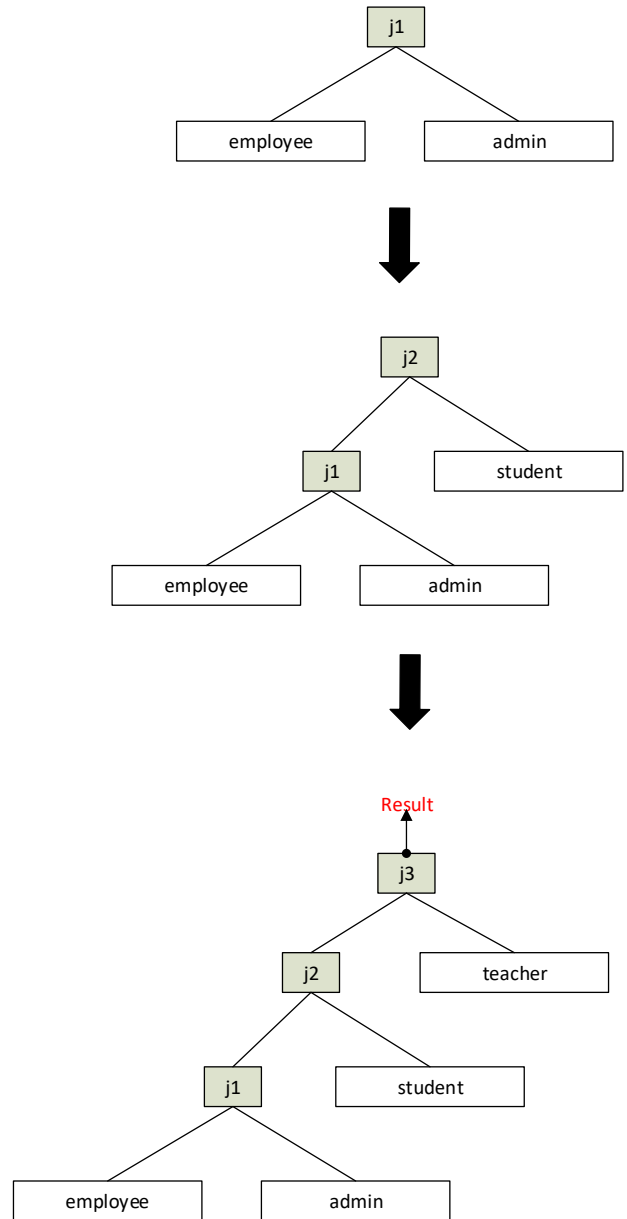 j1
employee
admin
j2
j1
student
employee
admin
Result
j3
j2
teacher
j1
student
employee
admin